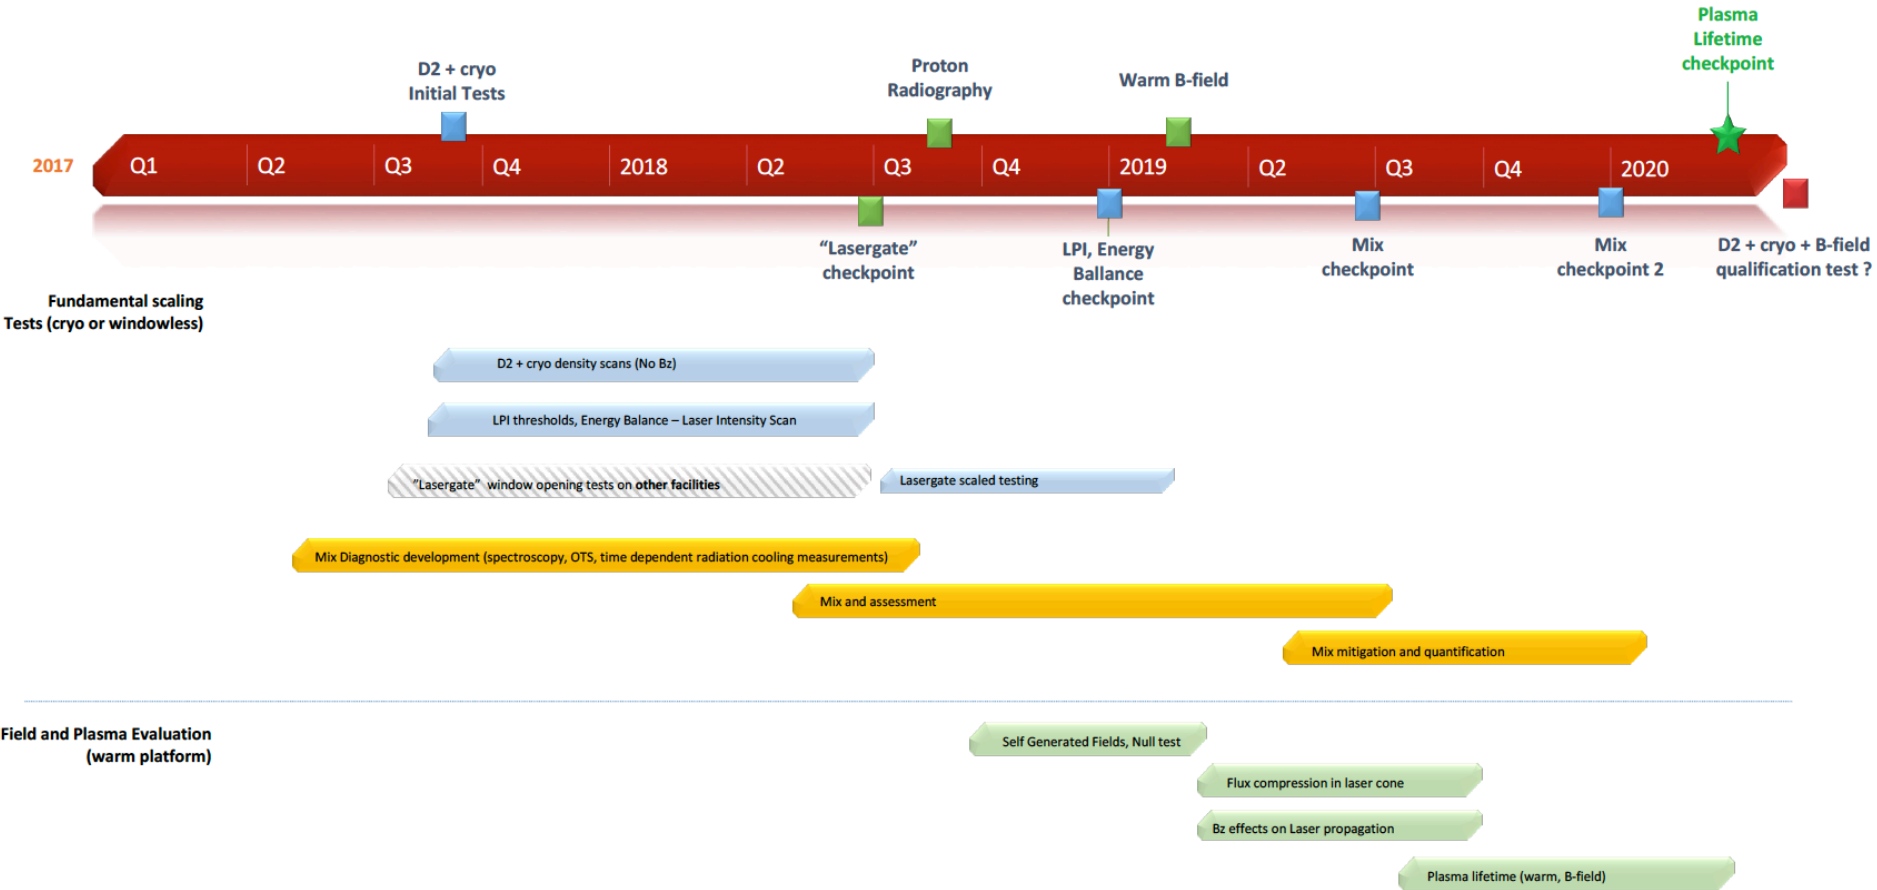 Plasma
Lifetime
checkpoint
D2 + cryo
Initial Tests
Proton
Radiography
Warm B-field
2017
Q1
Q2
Q3
Q4
2018
Q2
Q3
Q4
2019
Q2
Q3
Q4
2020
“Lasergate”
checkpoint
LPI, Energy
Ballance
checkpoint
Mix
checkpoint
Mix
checkpoint 2
D2 + cryo + B-field
qualification test ?
Fundamental scaling
Tests (cryo or windowless)
D2 + cryo density scans (No Bz)
LPI thresholds, Energy Balance – Laser Intensity Scan
”Lasergate” window opening tests on other facilities
Lasergate scaled testing
Mix Diagnostic development (spectroscopy, OTS, time dependent radiation cooling measurements)
Mix and assessment
Mix mitigation and quantification
Field and Plasma Evaluation
(warm platform)
Self Generated Fields, Null test
Flux compression in laser cone
Bz effects on Laser propagation
Plasma lifetime (warm, B-field)